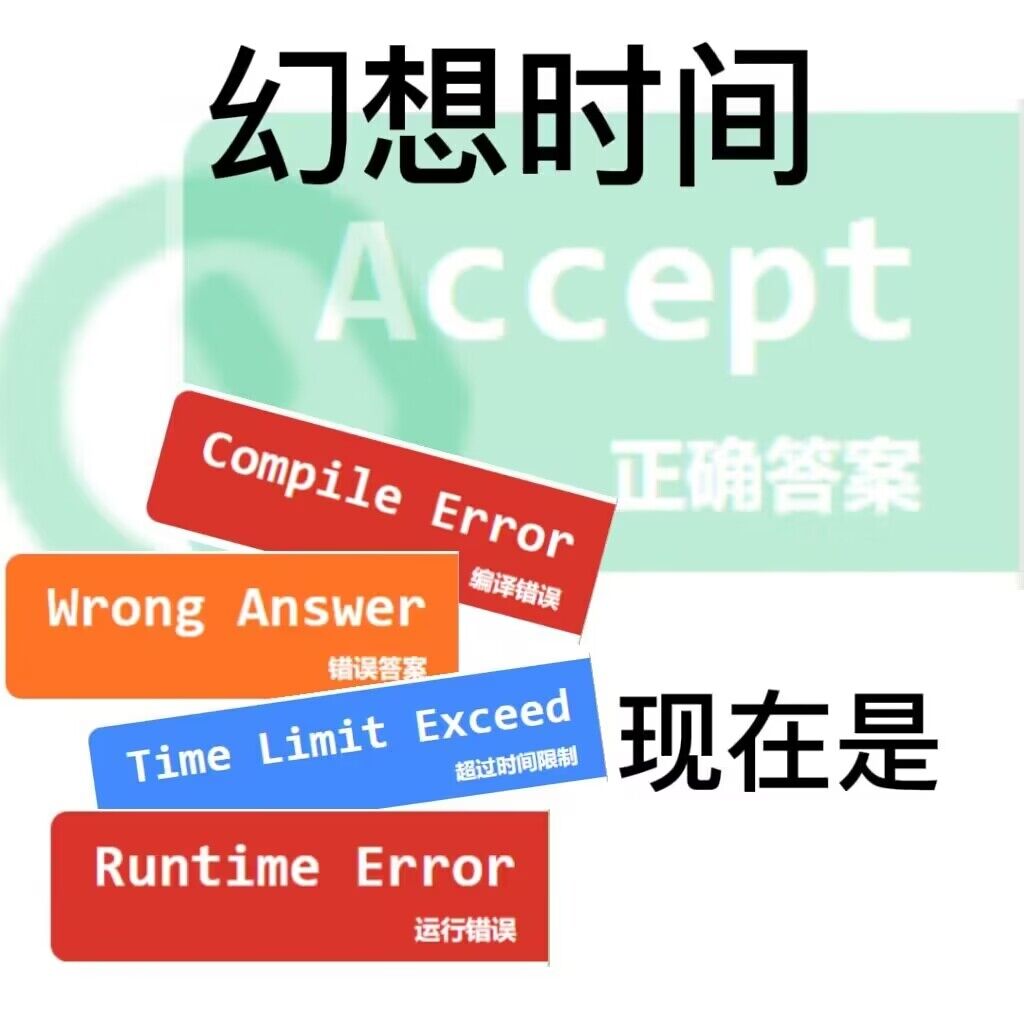 幻想时间
Accept
正确答案
Compile Error
编译错误
Wrong Answer
错误答案
Time Limit Exceed
超过时间限制
现在是
Runtime Error
运行错误